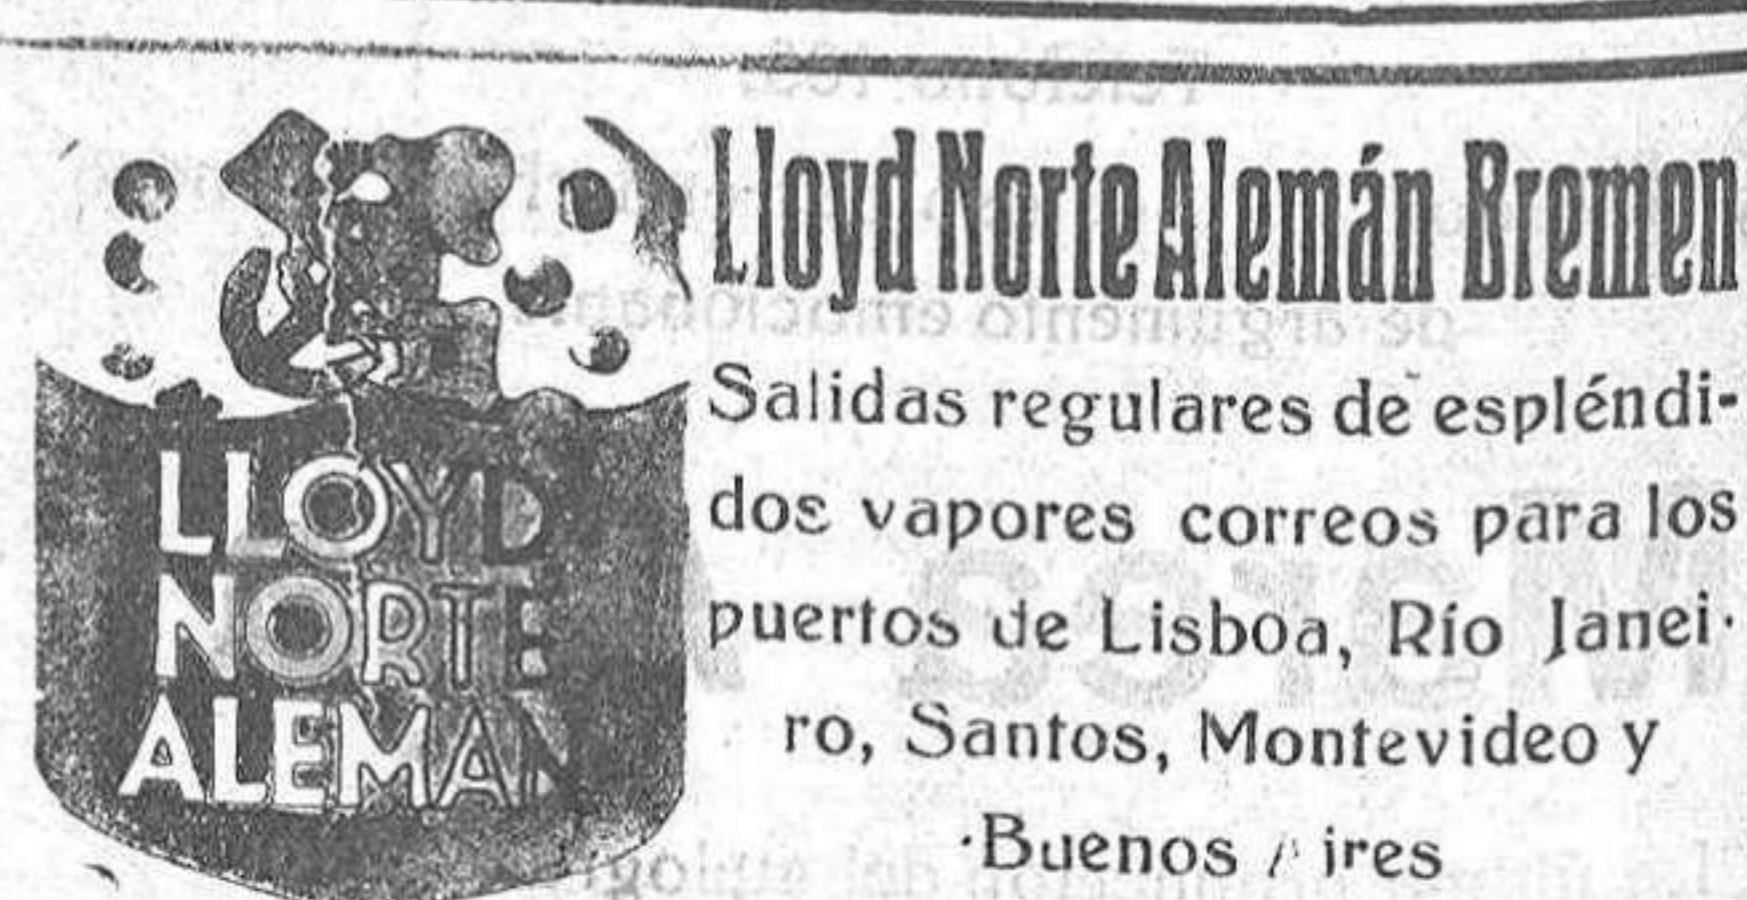 Lloyd Norte Alemán Bremen
LLOYD
NORTE
ALEMAN
Salidas regulares de espléndi-
dos vapores correos para los
puertos de Lisboa, Río Janei-
ro, Santos, Montevideo y
Buenos Aires